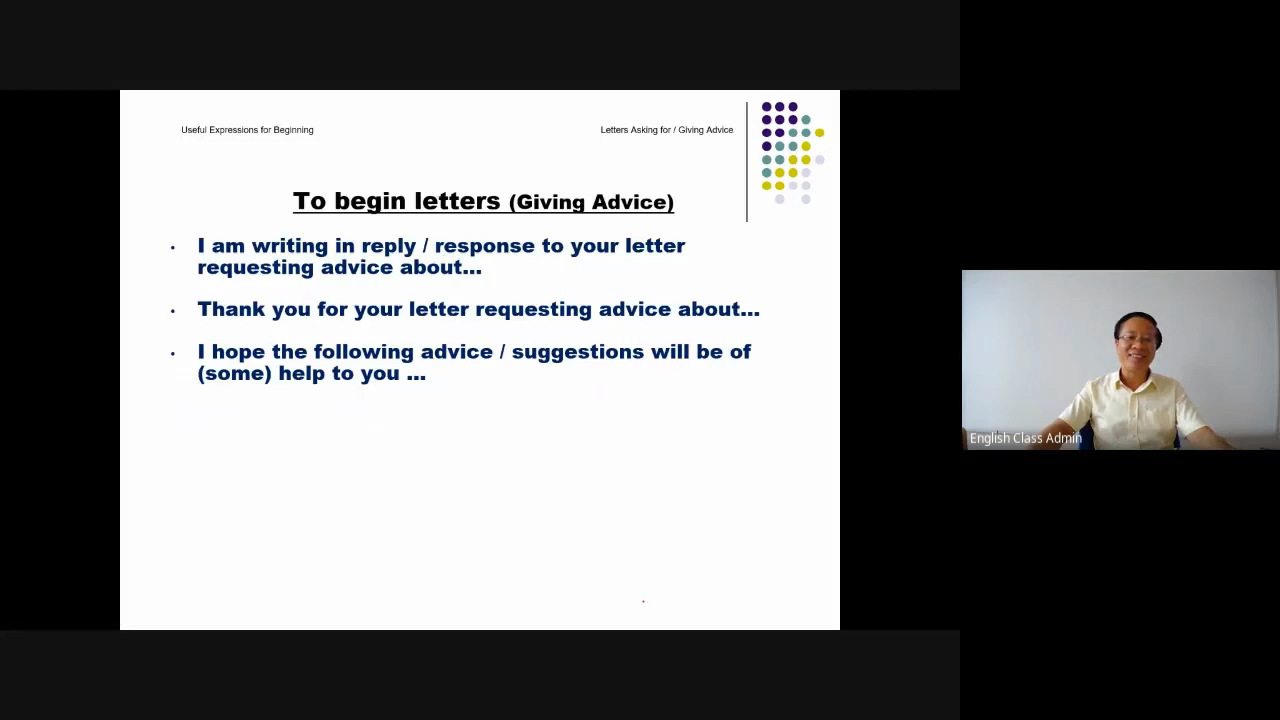 Useful Expressions for Beginning
Letters Asking for / Giving Advice
To begin letters (Giving Advice)
• I am writing in reply / response to your letter
requesting advice about...
• Thank you for your letter requesting advice about...
• I hope the following advice / suggestions will be of
(some) help to you ...
English Class Admin